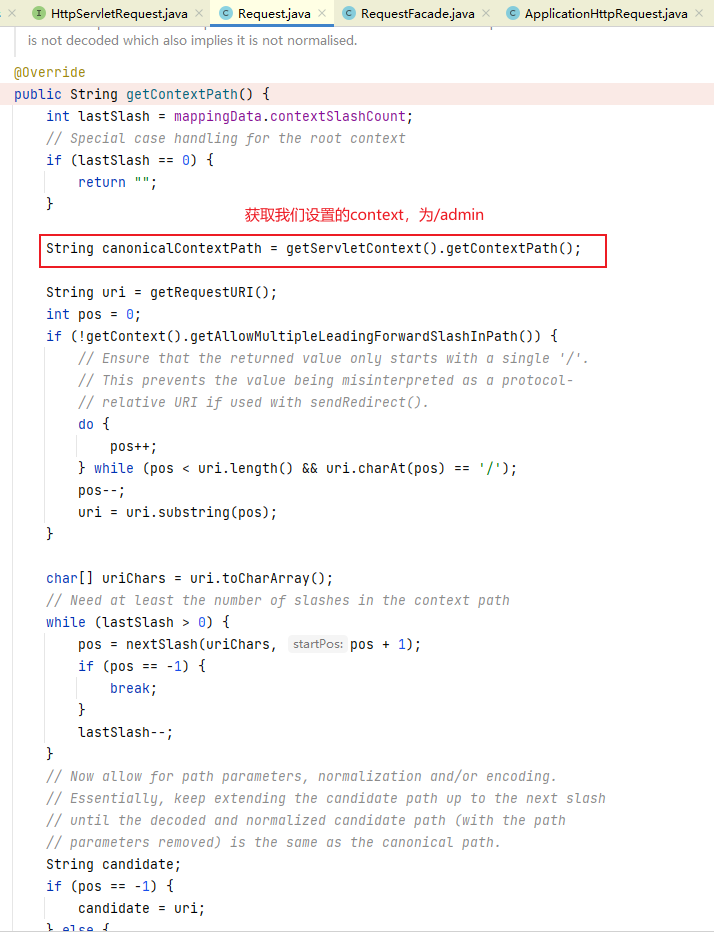 HttpServletRequest.java
Request.java
RequestFacade.java
ApplicationHttpRequest.java
is not decoded which also implies it is not normalised.
@Override
public String getContextPath() {
int lastSlash = mappingData.contextSlashCount;
// Special case handling for the root context
if (lastSlash == 0) {
return "";
}
获取我们设置的context，为/admin
String canonicalContextPath = getServletContext().getContextPath();
String uri = getRequestURI();
int pos = 0;
if (!getContext().getAllowMultipleLeadingForwardSlashInPath()) {
// Ensure that the returned value only starts with a single '/'.
// This prevents the value being misinterpreted as a protocol-
// relative URI if used with sendRedirect().
do {
pos++;
} while (pos < uri.length() && uri.charAt(pos) == '/');
pos--;
uri = uri.substring(pos);
}
char[] uriChars = uri.toCharArray();
// Need at least the number of slashes in the context path
while (lastSlash > 0) {
pos = nextSlash(uriChars, startPos: pos + 1);
if (pos == -1) {
break;
}
lastSlash--;
}
// Now allow for path parameters, normalization and/or encoding.
// Essentially, keep extending the candidate path up to the next slash
// until the decoded and normalized candidate path (with the path
// parameters removed) is the same as the canonical path.
String candidate;
if (pos == -1) {
candidate = uri;
} else {